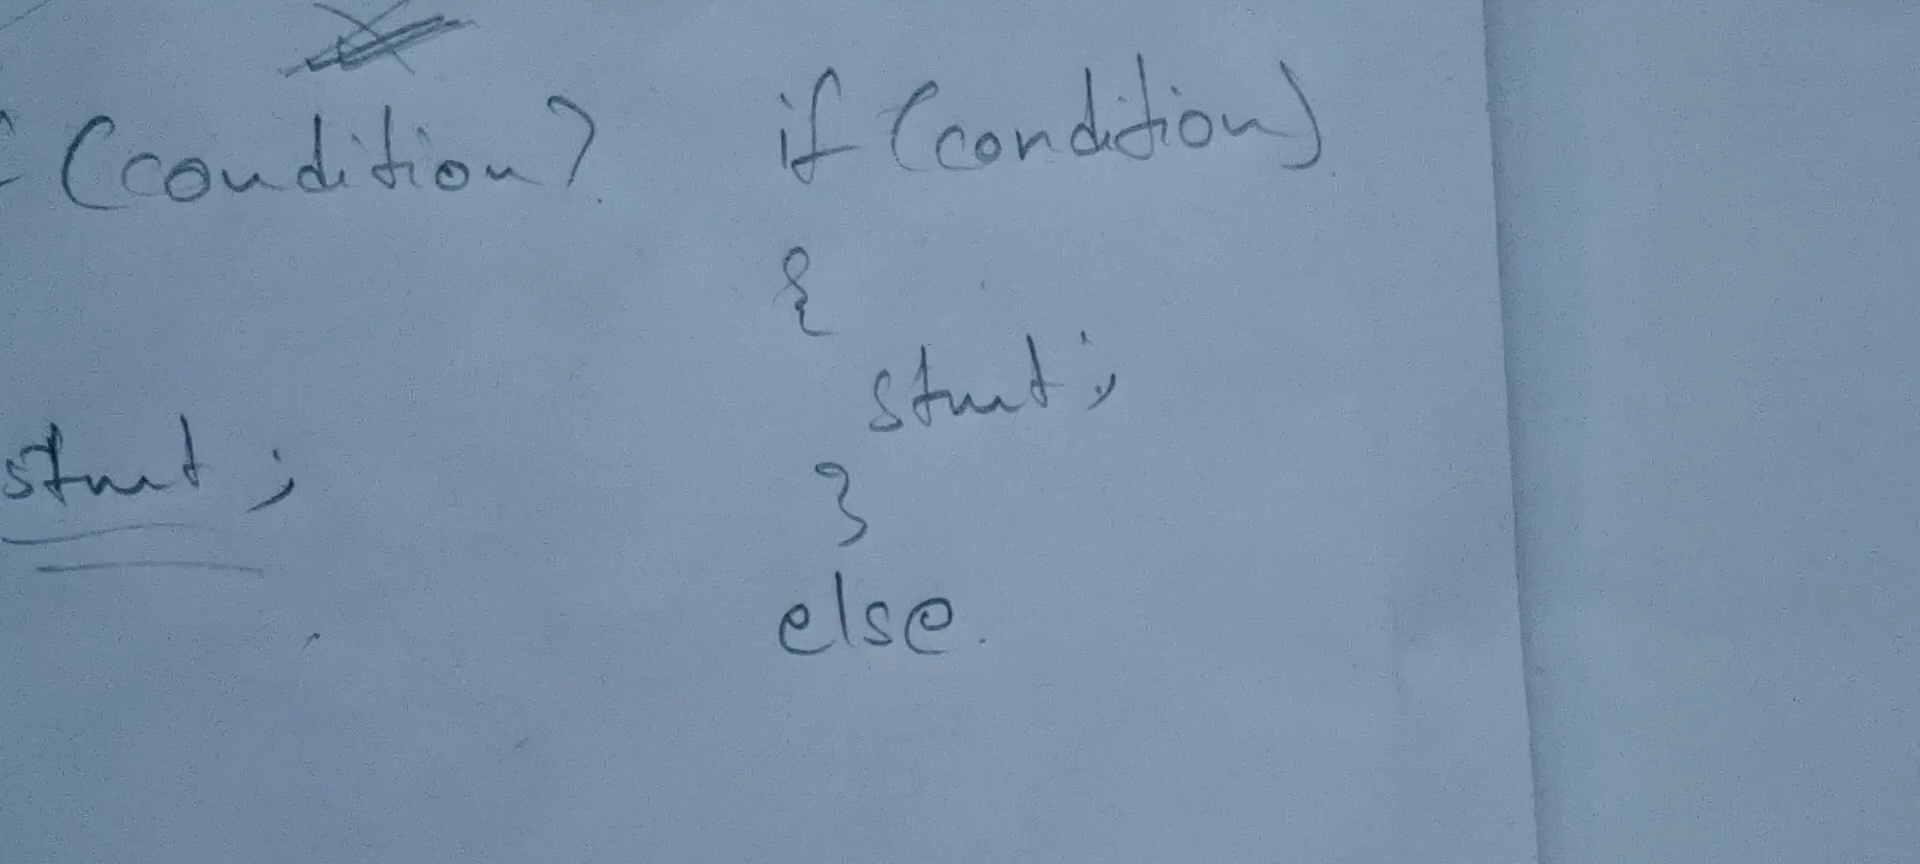 (condition) if (condition)
{
stmt;
stmt;
}
else.